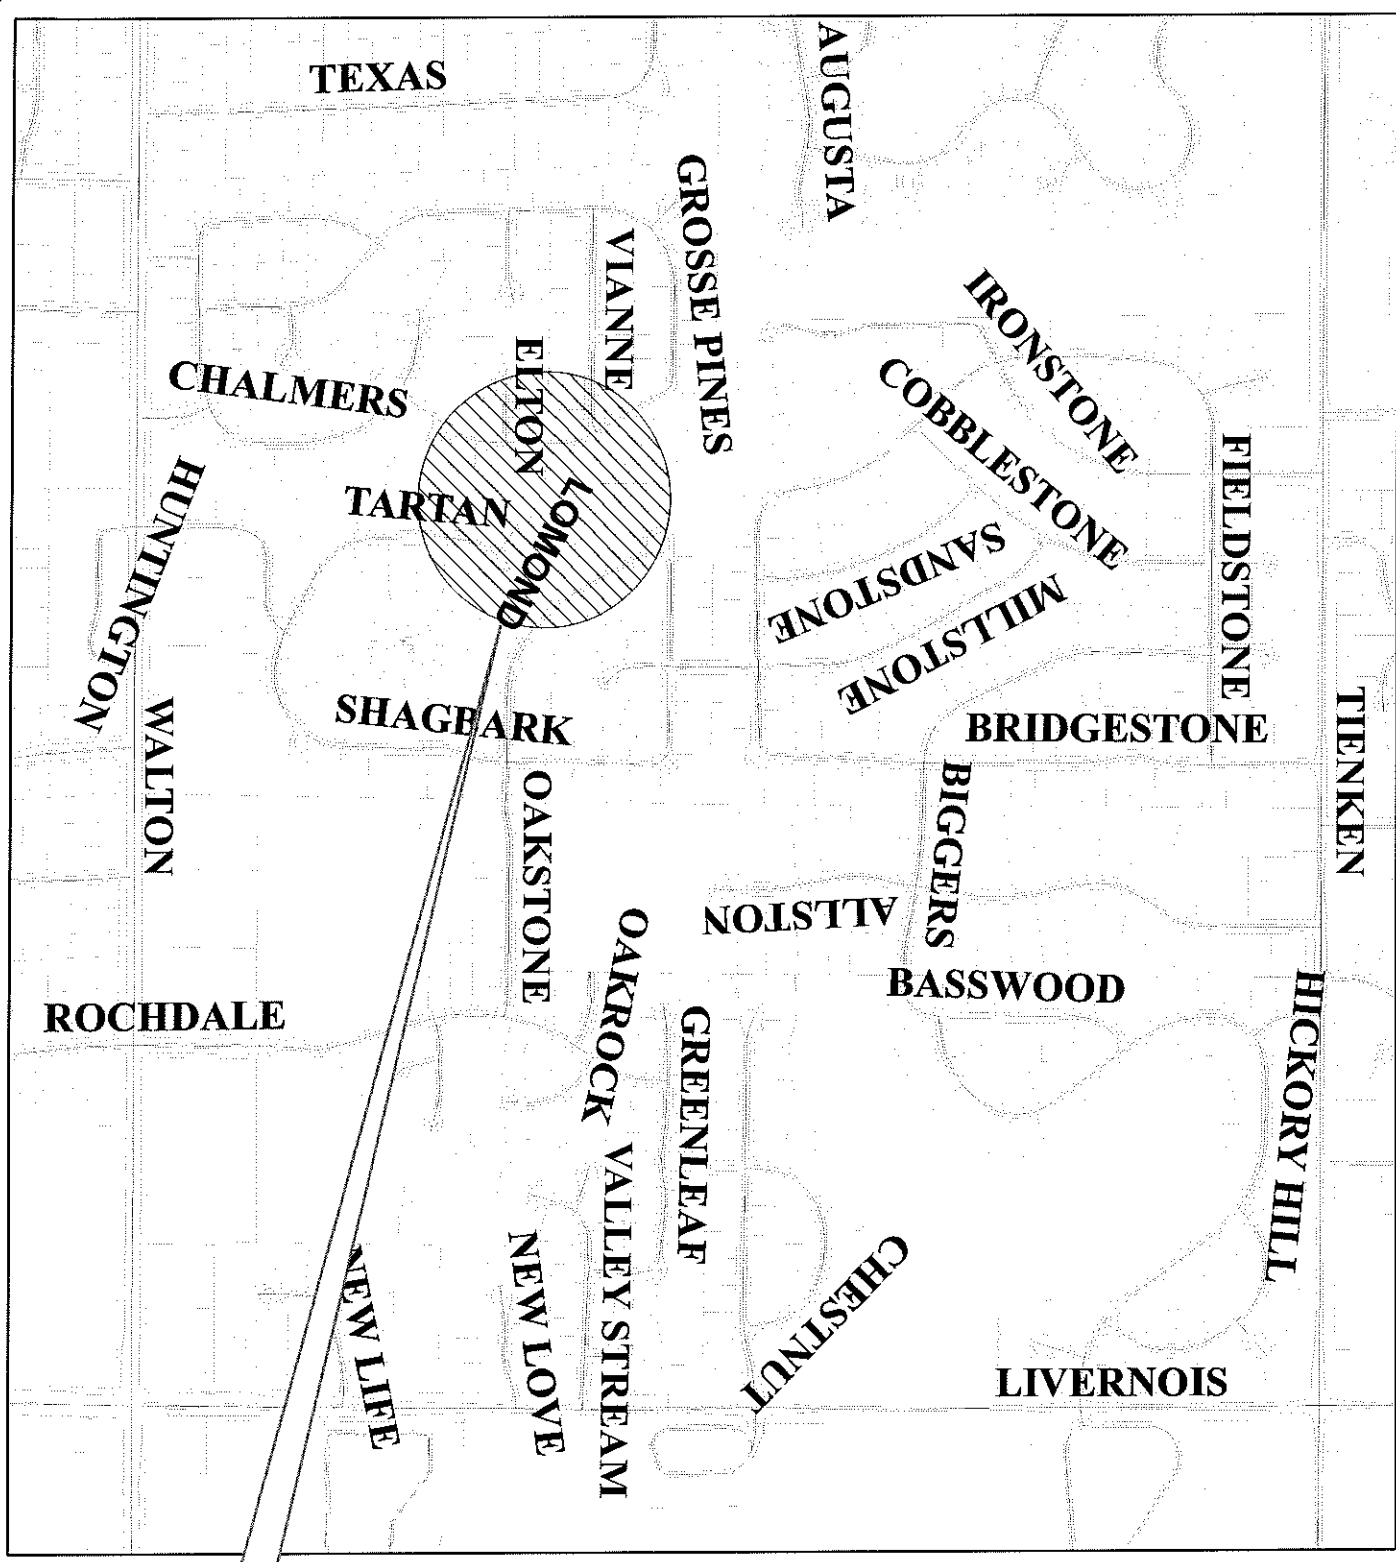 TEXAS
AUGUSTA
GROSSE PINES
VIANNE
ELTON
IRONSTONE
COBBLESTONE
CHALMERS
FIELDSTONE
HUNTINGTON
TARTAN
LOMOND
SANDSTONE
MILLSTONE
SHAGBARK
BRIDGESTONE
TIENKEN
WALTON
OAKSTONE
BIGGERS
ALLSTON
OAKROCK
BASSWOOD
HICKORY HILL
ROCHDALE
GREENLEAF
VALLEY STREAM
NEW LIFE
NEW LOVE
CHESTNUT
LIVERNOIS